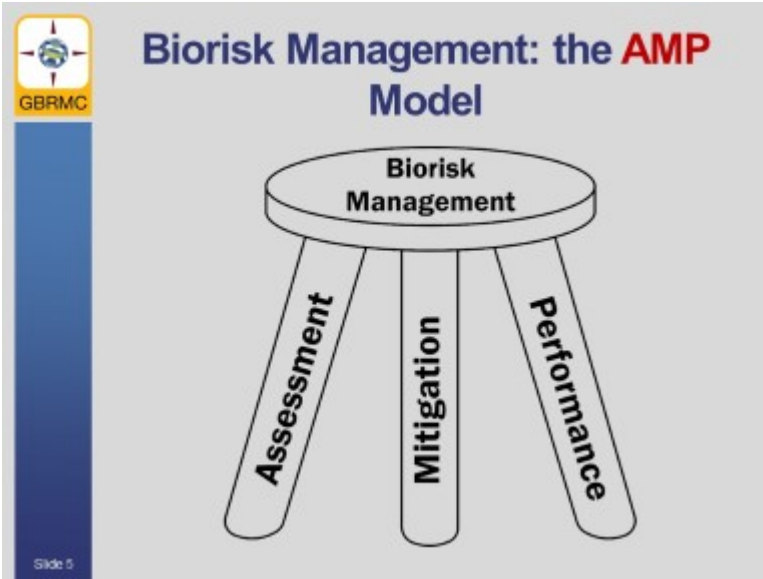 GBRMC
Biorisk Management: the AMP
Model
Biorisk
Management
Assessment
Mitigation
Performance
Slide 5